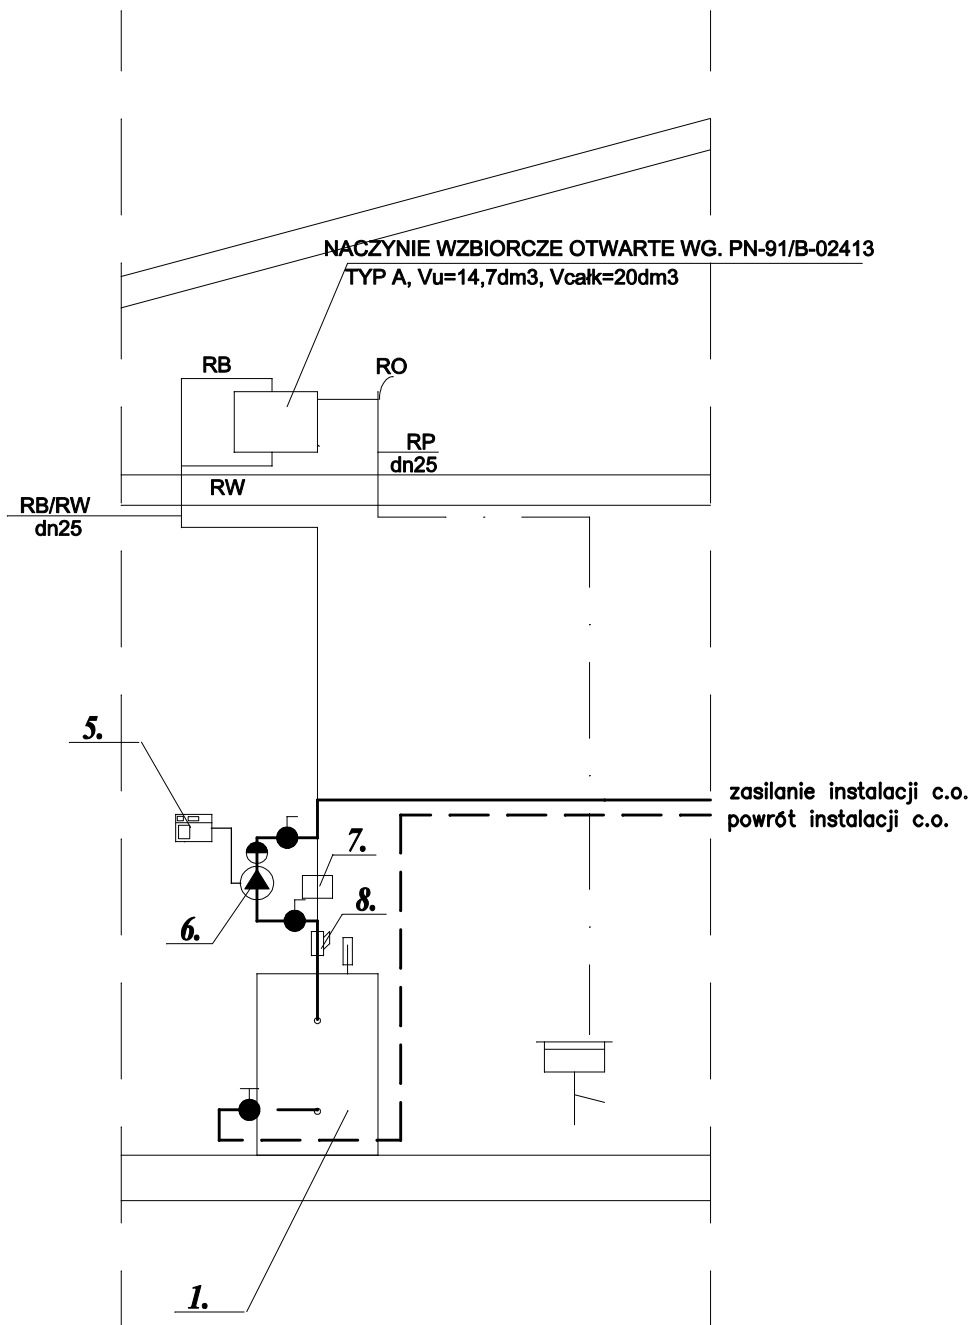 NACZYNIE WZBIORCZE OTWARTE WG. PN-91/B-02413
TYP A, Vu=14,7dm3, Vcałk=20dm3
RB
RO
RP
dn25
RW
RB/RW
dn25
5.
zasilanie instalacji c.o.
powrót instalacji c.o.
7.
8.
6.
1.